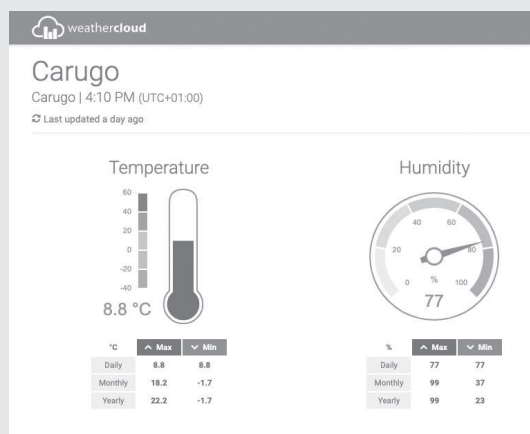 weathercloud
Carugo
Carugo | 4:10 PM (UTC+01:00)
Last updated a day ago
Temperature
60
40
20
0
-20
-40
8.8 °C
°C Max Min
Daily 8.8 8.8
Monthly 18.2 -1.7
Yearly 22.2 -1.7
Humidity
40 60
20 80
0 % 100
77
% Max Min
Daily 77 77
Monthly 99 37
Yearly 99 23